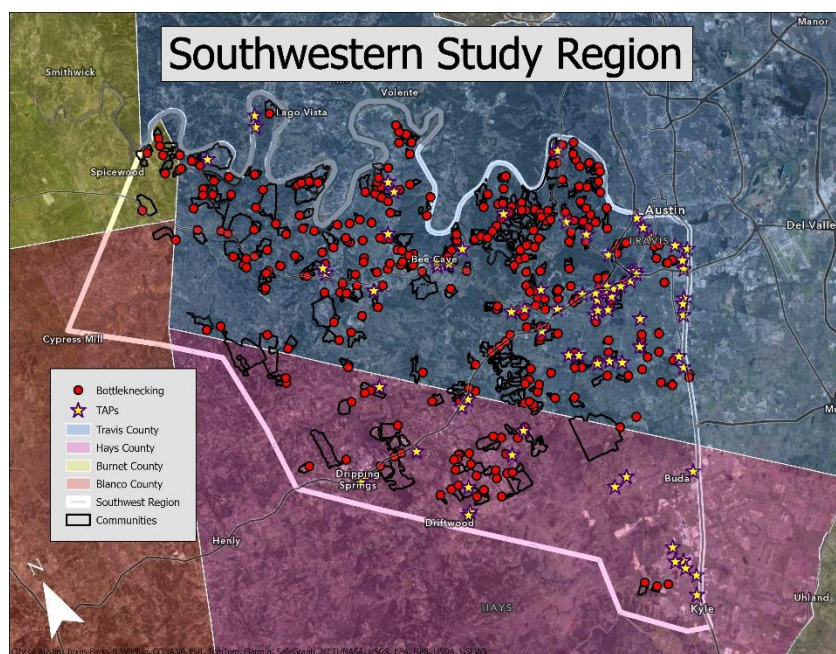 Southwestern Study Region
Manor
Smithwick
Volente
Lago Vista
Spicewood
Austin
TRAVIS
Del Valle
Bee Cave
Cypress Mill
Bottleknecking
TAPs
Travis County
Hays County
Burnet County
Blanco County
Southwest Region
Communities
Dripping
Springs
Buda
Driftwood
Henly
N
HAYS
Uhland
Kyle